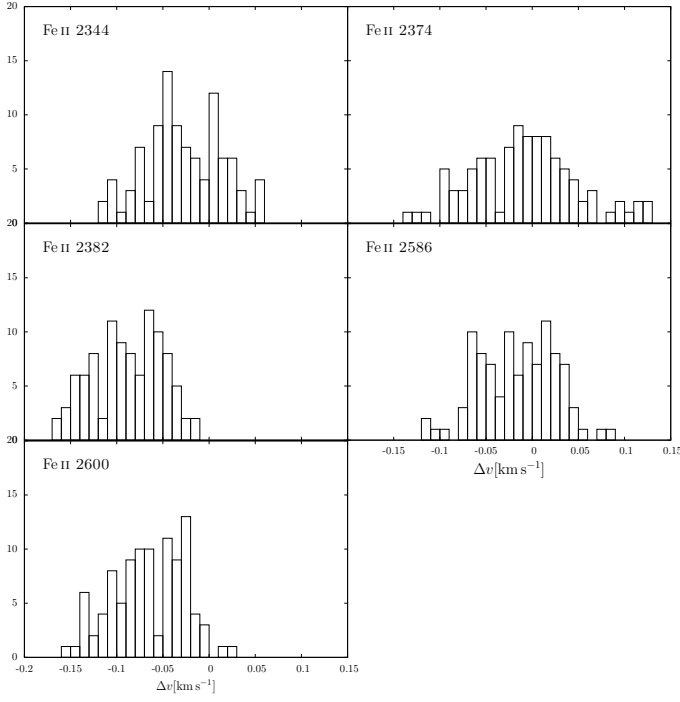 20
Fe II 2344
Fe II 2374
15
10
5
20
Fe II 2382
Fe II 2586
15
10
5
-0.15 -0.1 -0.05 0 0.05 0.1 0.15
Δv[km s⁻¹]
20
Fe II 2600
15
10
5
0
-0.2 -0.15 -0.1 -0.05 0 0.05 0.1 0.15
Δv[km s⁻¹]